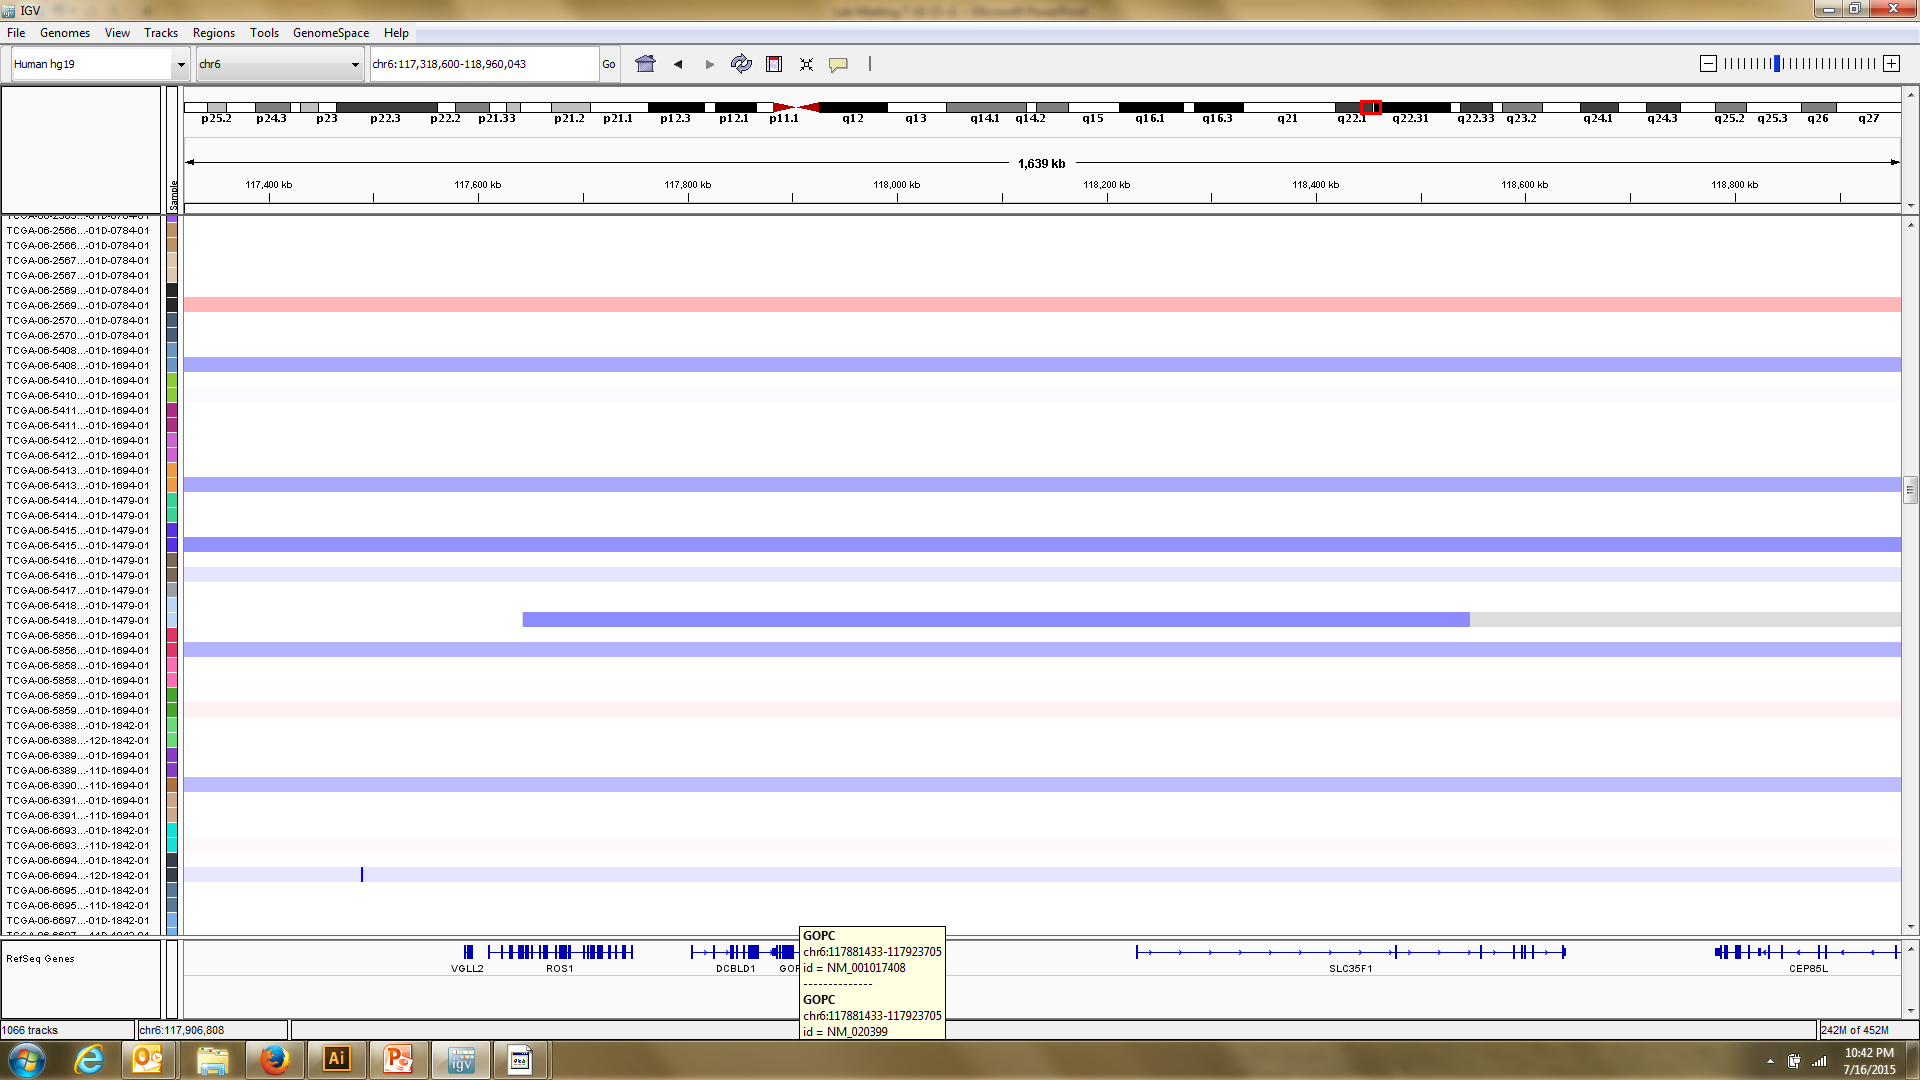 IGV
Lab Meeting 7-16-15-d - Microsoft PowerPoint
File Genomes View Tracks Regions Tools GenomeSpace Help
Human hg19 chr6 chr6:117,318,600-118,960,043 Go
p25.2 p24.3 p23 p22.3 p22.2 p21.33 p21.2 p21.1 p12.3 p12.1 p11.1 q12 q13 q14.1 q14.2 q15 q16.1 q16.3 q21 q22.1 q22.31 q22.33 q23.2 q24.1 q24.3 q25.2 q25.3 q26 q27
1,639 kb
117,400 kb 117,600 kb 117,800 kb 118,000 kb 118,200 kb 118,400 kb 118,600 kb 118,800 kb
Sample
TCGA-06-2566...-01D-0784-01
TCGA-06-2566...-01D-0784-01
TCGA-06-2567...-01D-0784-01
TCGA-06-2567...-01D-0784-01
TCGA-06-2569...-01D-0784-01
TCGA-06-2569...-01D-0784-01
TCGA-06-2570...-01D-0784-01
TCGA-06-2570...-01D-0784-01
TCGA-06-5408...-01D-1694-01
TCGA-06-5408...-01D-1694-01
TCGA-06-5410...-01D-1694-01
TCGA-06-5410...-01D-1694-01
TCGA-06-5411...-01D-1694-01
TCGA-06-5411...-01D-1694-01
TCGA-06-5412...-01D-1694-01
TCGA-06-5412...-01D-1694-01
TCGA-06-5413...-01D-1694-01
TCGA-06-5413...-01D-1694-01
TCGA-06-5414...-01D-1479-01
TCGA-06-5414...-01D-1479-01
TCGA-06-5415...-01D-1479-01
TCGA-06-5415...-01D-1479-01
TCGA-06-5416...-01D-1479-01
TCGA-06-5416...-01D-1479-01
TCGA-06-5417...-01D-1479-01
TCGA-06-5418...-01D-1479-01
TCGA-06-5418...-01D-1479-01
TCGA-06-5856...-01D-1694-01
TCGA-06-5856...-01D-1694-01
TCGA-06-5858...-01D-1694-01
TCGA-06-5858...-01D-1694-01
TCGA-06-5859...-01D-1694-01
TCGA-06-5859...-01D-1694-01
TCGA-06-6388...-01D-1842-01
TCGA-06-6388...-12D-1842-01
TCGA-06-6389...-01D-1694-01
TCGA-06-6389...-11D-1694-01
TCGA-06-6390...-11D-1694-01
TCGA-06-6391...-01D-1694-01
TCGA-06-6391...-11D-1694-01
TCGA-06-6693...-01D-1842-01
TCGA-06-6693...-11D-1842-01
TCGA-06-6694...-01D-1842-01
TCGA-06-6694...-12D-1842-01
TCGA-06-6695...-01D-1842-01
TCGA-06-6695...-11D-1842-01
TCGA-06-6697...-01D-1842-01
RefSeq Genes
VGLL2 ROS1 DCBLD1 GOP SLC35F1 CEP85L
GOPC
chr6:117881433-117923705
id = NM_001017408
--------------
GOPC
chr6:117881433-117923705
id = NM_020399
1066 tracks chr6:117,906,808 242M of 452M
Ai
igv
10:42 PM
7/16/2015